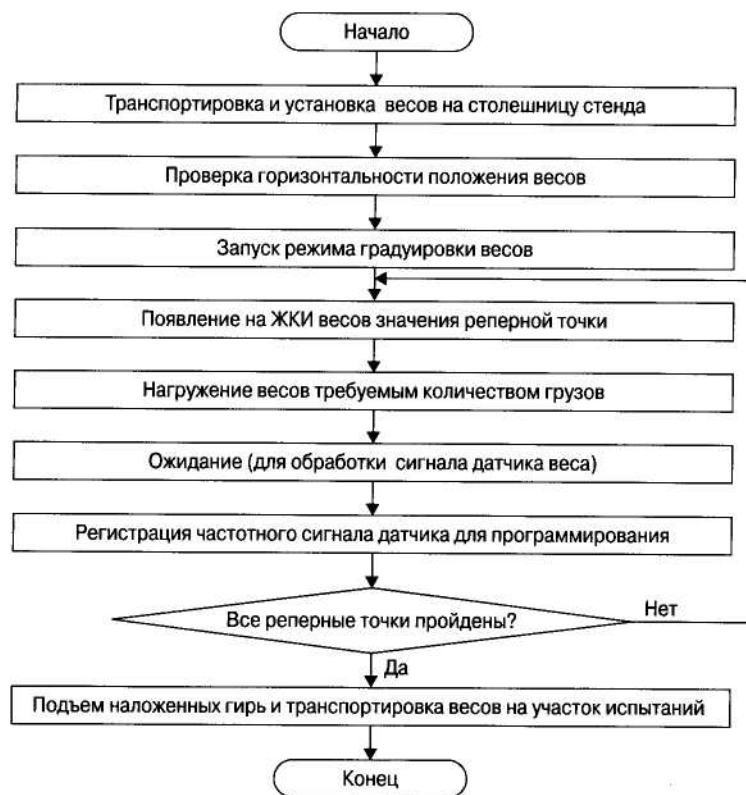 Начало
Транспортировка и установка весов на столешницу стенда
Проверка горизонтальности положения весов
Запуск режима градуировки весов
Появление на ЖКИ весов значения реперной точки
Нагружение весов требуемым количеством грузов
Ожидание (для обработки сигнала датчика веса)
Регистрация частотного сигнала датчика для программирования
Все реперные точки пройдены?
Нет
Да
Подъем наложенных гирь и транспортировка весов на участок испытаний
Конец